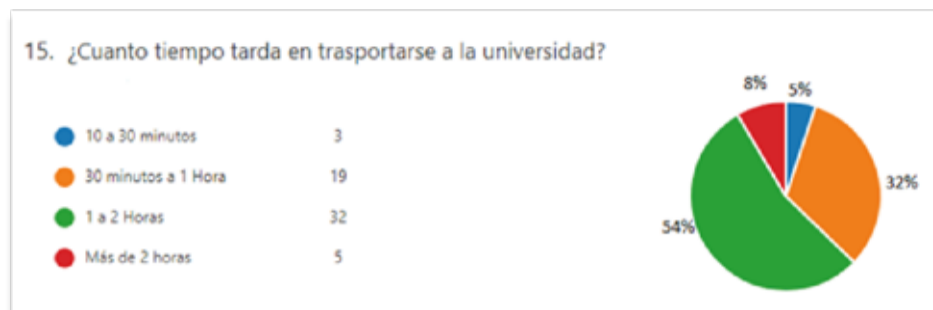 15. ¿Cuanto tiempo tarda en trasportarse a la universidad?
10 a 30 minutos 3
30 minutos a 1 Hora 19
1 a 2 Horas 32
Más de 2 horas 5
8%
5%
32%
54%